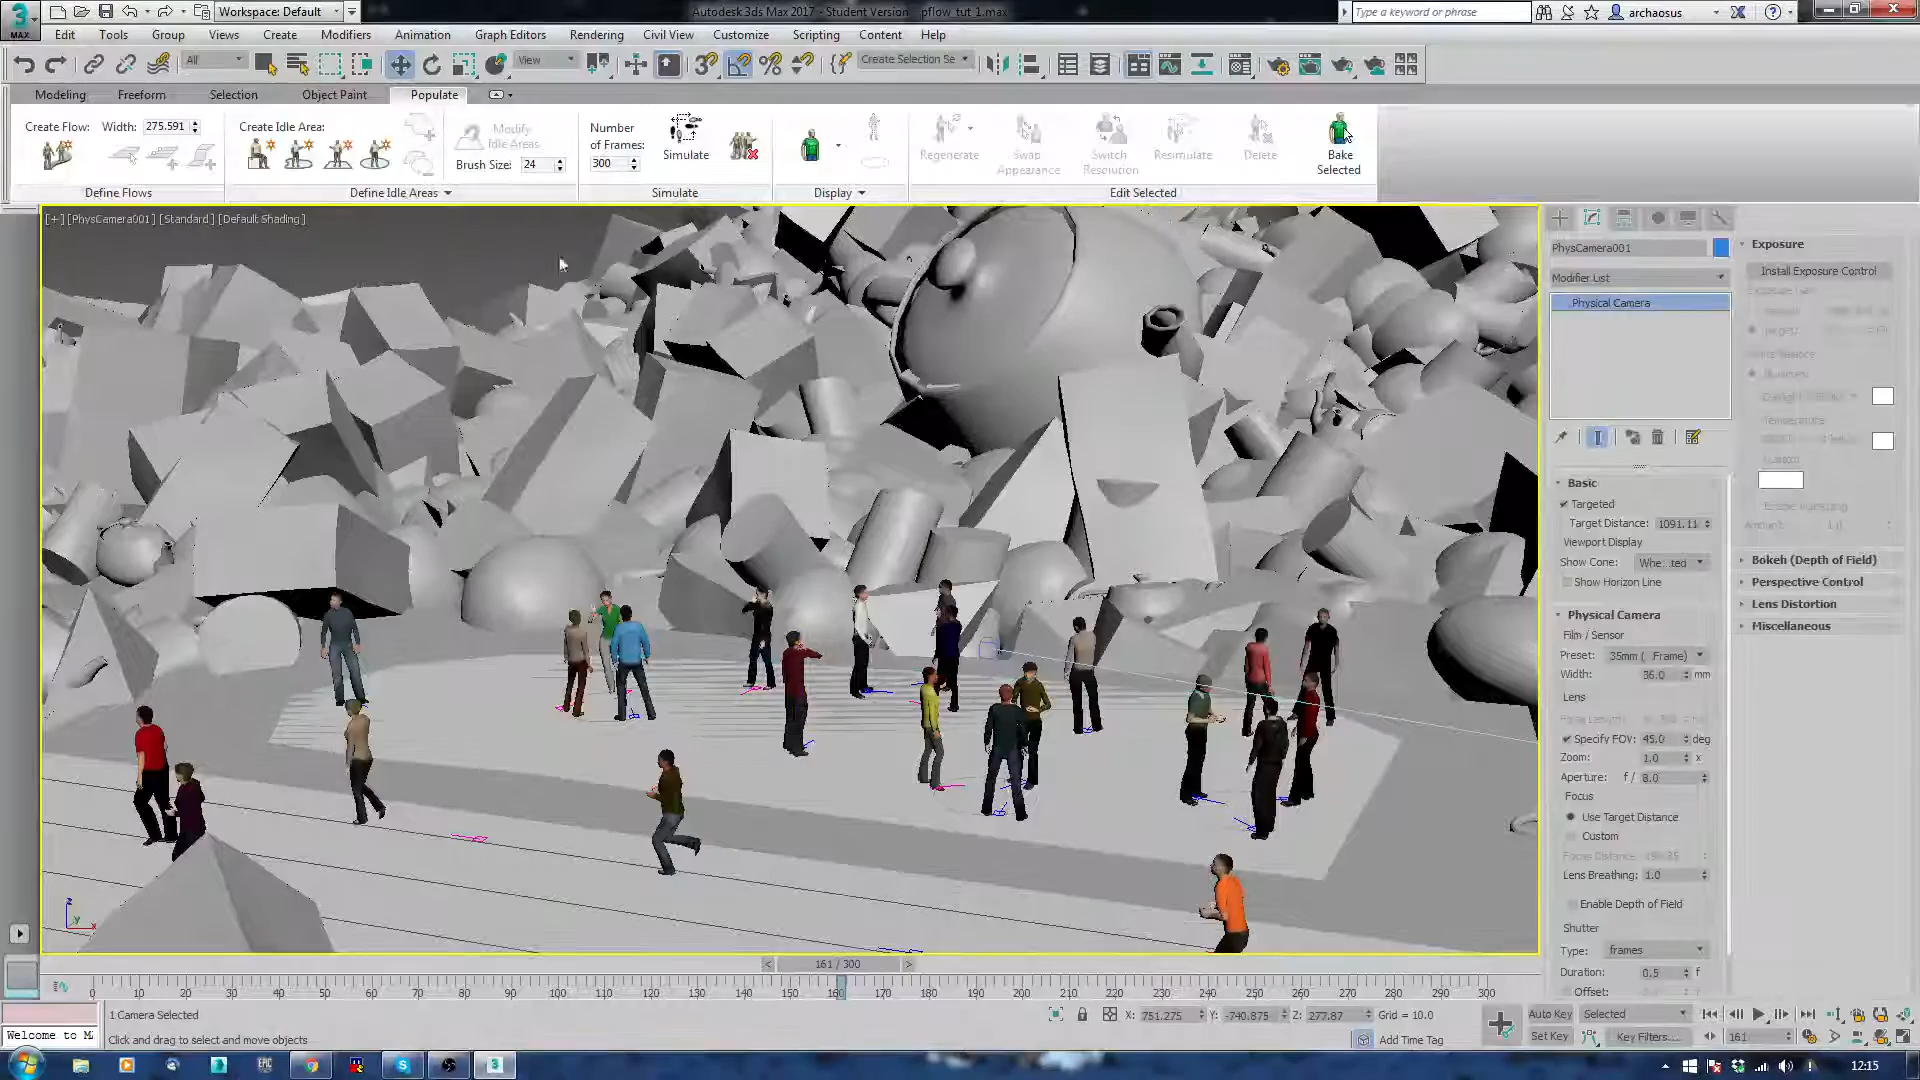 Workspace: Default
Autodesk 3ds Max 2017 - Student Version    pflow_tut 1.max
Type a keyword or phrase
archaosus
3
MAX
Edit Tools Group Views Create Modifiers Animation Graph Editors Rendering Civil View Customize Scripting Content Help
All
View
Create Selection Se
Modeling Freeform Selection Object Paint Populate
Create Flow: Width: 275.591
Create Idle Area:
Modify
Idle Areas
Brush Size: 24
Number
of Frames:
300
Simulate
Regenerate
Swap
Appearance
Switch
Resolution
Resimulate
Delete
Bake
Selected
Define Flows
Define Idle Areas
Simulate
Display
Edit Selected
[+] [PhysCamera001] [Standard] [Default Shading]
PhysCamera001
Modifier List
Physical Camera
Basic
Targeted
Target Distance: 1091.11
Viewport Display
Show Cone: Whe...ted
Show Horizon Line
Physical Camera
Film / Sensor
Preset: 35mm ( Frame)
Width: 36.0 mm
Lens
Specify FOV: 45.0 deg
Zoom: 1.0 x
Aperture: f / 8.0
Focus
Use Target Distance
Custom
Lens Breathing: 1.0
Enable Depth of Field
Shutter
Type: frames
Duration: 0.5 f
Offset:
Exposure
Install Exposure Control
Bokeh (Depth of Field)
Perspective Control
Lens Distortion
Miscellaneous
z
y
x
< 161 / 300 >
0 10 20 30 40 50 60 70 80 90 100 110 120 130 140 150 160 170 180 190 200 210 220 230 240 250 260 270 280 290 300
1 Camera Selected
X: 751.275 Y: -740.875 Z: 277.87 Grid = 10.0
Auto Key Selected
Welcome to M
Click and drag to select and move objects
Add Time Tag
Set Key Key Filters...
161
12:15